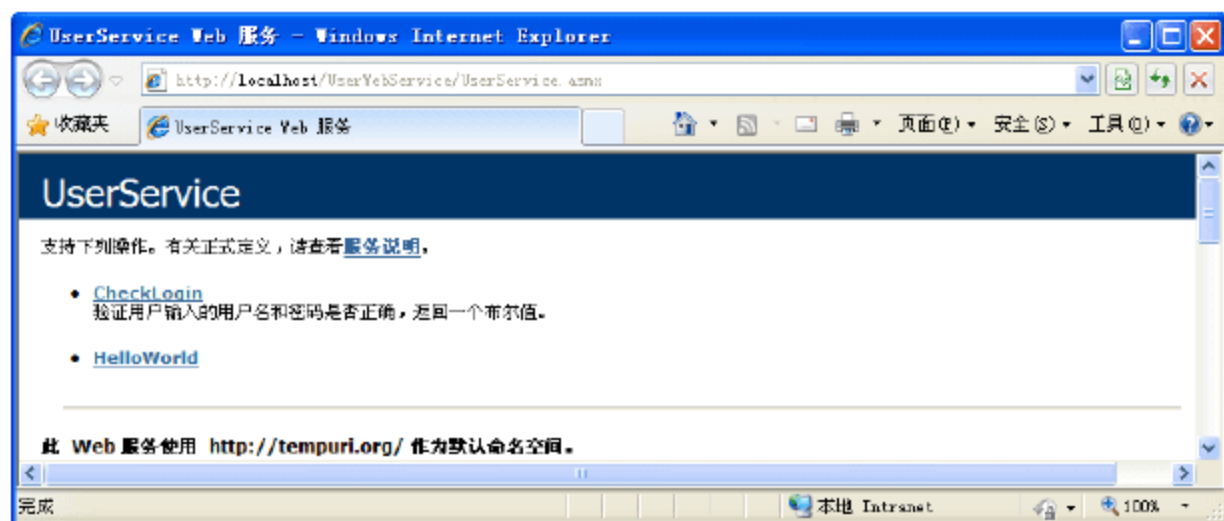 UserService Web 服务 - Windows Internet Explorer
http://localhost/UserWebService/UserService.asmx
收藏夹
UserService Web 服务
页面(P)
安全(S)
工具(O)
UserService
支持下列操作。有关正式定义，请查看服务说明。
CheckLogin
验证用户输入的用户名和密码是否正确，返回一个布尔值。
HelloWorld
此 Web 服务使用 http://tempuri.org/ 作为默认命名空间。
完成
本地 Intranet
100%